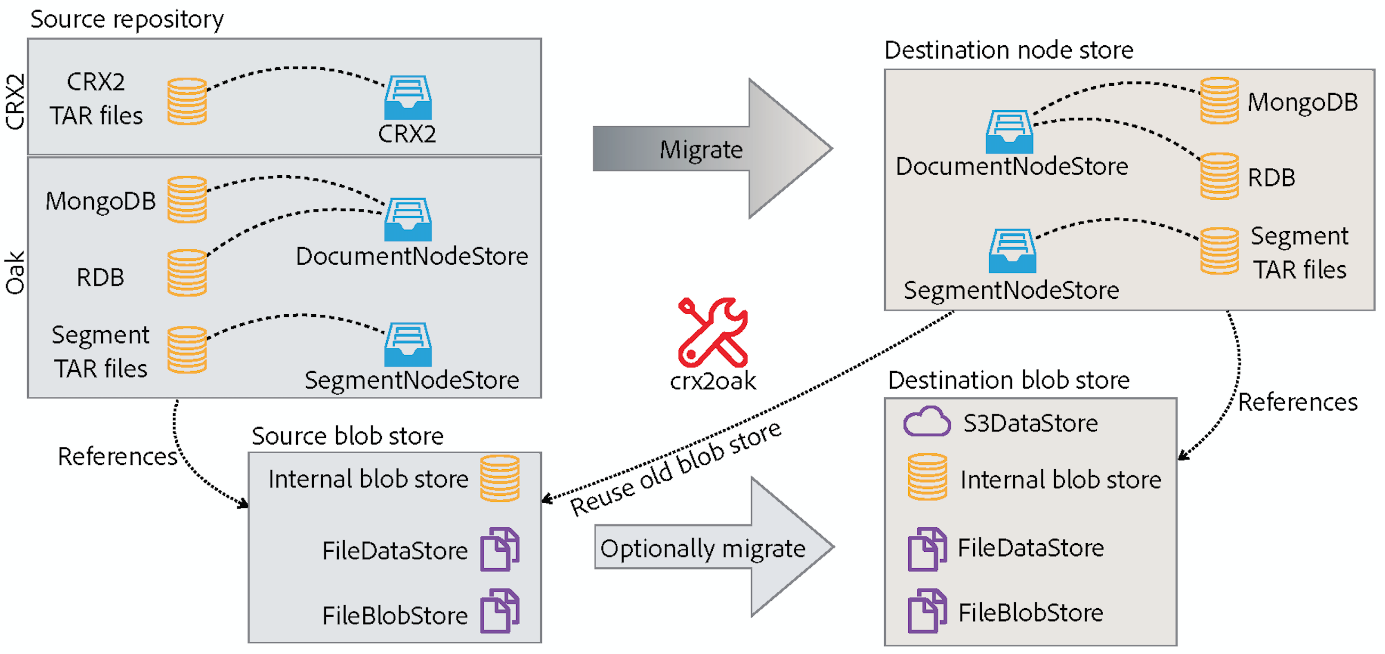 Source repository
CRX2
CRX2
TAR files
CRX2
Oak
MongoDB
RDB
DocumentNodeStore
Segment
TAR files
SegmentNodeStore
References
Source blob store
Internal blob store
FileDataStore
FileBlobStore
Migrate
crx2oak
Reuse old blob store
Optionally migrate
Destination node store
MongoDB
DocumentNodeStore
RDB
Segment
TAR files
SegmentNodeStore
References
Destination blob store
S3DataStore
Internal blob store
FileDataStore
FileBlobStore